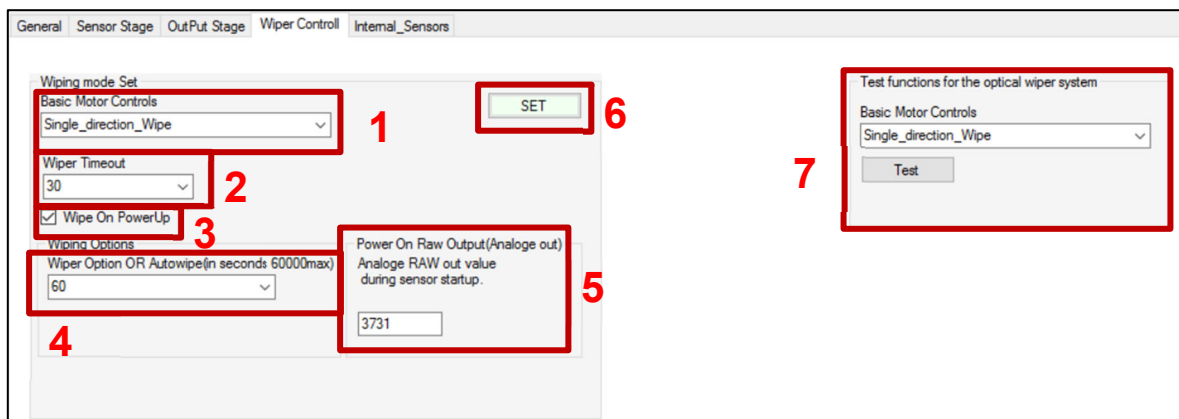 General Sensor Stage OutPut Stage Wiper Controll Internal_Sensors
Wiping mode Set
Basic Motor Controls
Single_direction_Wipe
1
SET
6
Wiper Timeout
30
2
Wipe On PowerUp
3
Wiping Options
Wiper Option OR Autowipe(in seconds 60000max)
60
4
Power On Raw Output(Analoge out)
Analoge RAW out value
during sensor startup.
3731
5
Test functions for the optical wiper system
Basic Motor Controls
Single_direction_Wipe
Test
7